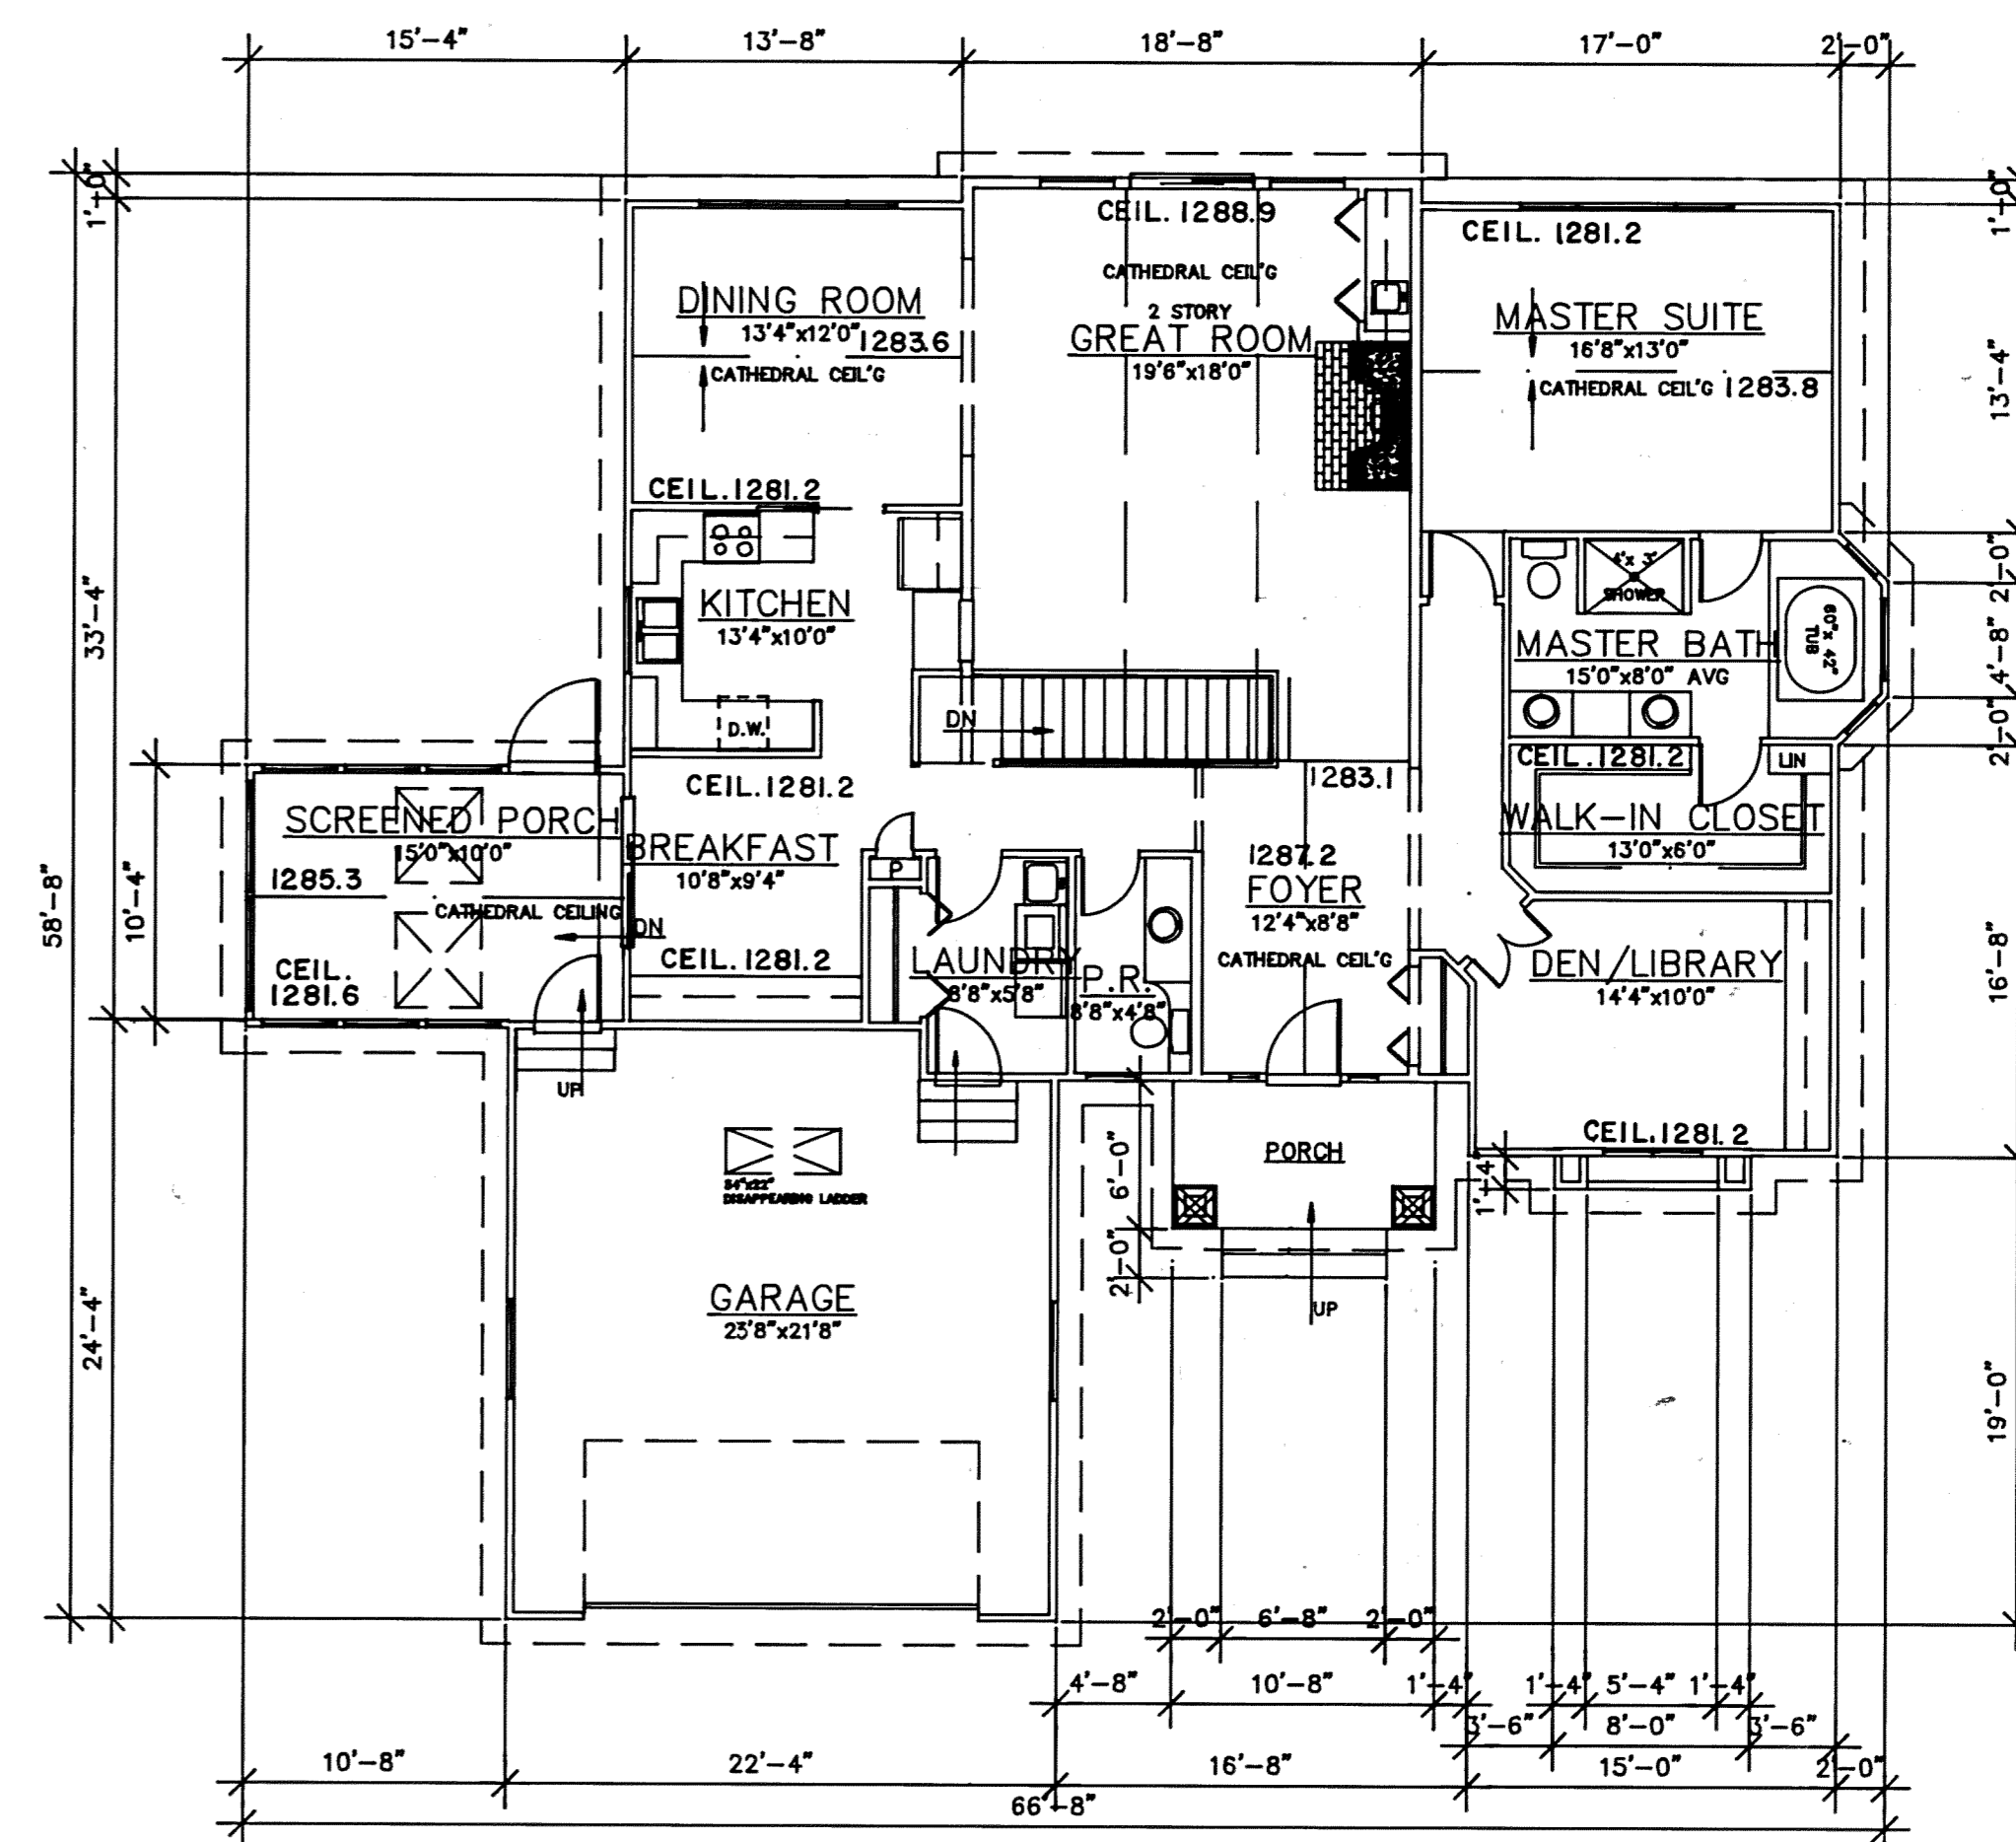 15'-4"
13'-8"
18'-8"
17'-0"
2'-0"
1'-0"
33'-4"
58'-8"
10'-4"
24'-4"
1'-0"
13'-4"
2'-0"
4'-8"
2'-0"
16'-8"
19'-0"
CEIL. 1288.9
CATHEDRAL CEIL'G
2 STORY
GREAT ROOM
19'6"x18'0"
DINING ROOM
13'4"x12'0"
1283.6
CATHEDRAL CEIL'G
CEIL. 1281.2
CEIL. 1281.2
MASTER SUITE
16'8"x13'0"
CATHEDRAL CEIL'G 1283.8
KITCHEN
13'4"x10'0"
D.W.
DN
4'x 3'
SHOWER
MASTER BATH
15'0"x8'0" AVG
60"x 42"
TUB
CEIL. 1281.2
LIN
WALK-IN CLOSET
13'0"x6'0"
CEIL. 1281.2
1283.1
SCREENED PORCH
15'0"x10'0"
1285.3
CATHEDRAL CEILING
DN
CEIL.
1281.6
BREAKFAST
10'8"x9'4"
CEIL. 1281.2
P
LAUNDRY
8'8"x5'8"
P.R.
8'8"x4'8"
1287.2
FOYER
12'4"x8'8"
CATHEDRAL CEIL'G
DEN/LIBRARY
14'4"x10'0"
CEIL. 1281.2
UP
54"x22"
DISAPPEARING LADDER
GARAGE
23'8"x21'8"
PORCH
6'-0"
2'-0"
1'-4
UP
2'-0"
6'-8"
2'-0"
4'-8"
10'-8"
1'-4"
1'-4"
5'-4"
1'-4"
3'-6"
8'-0"
3'-6"
10'-8"
22'-4"
16'-8"
15'-0"
2'-0"
66'-8"